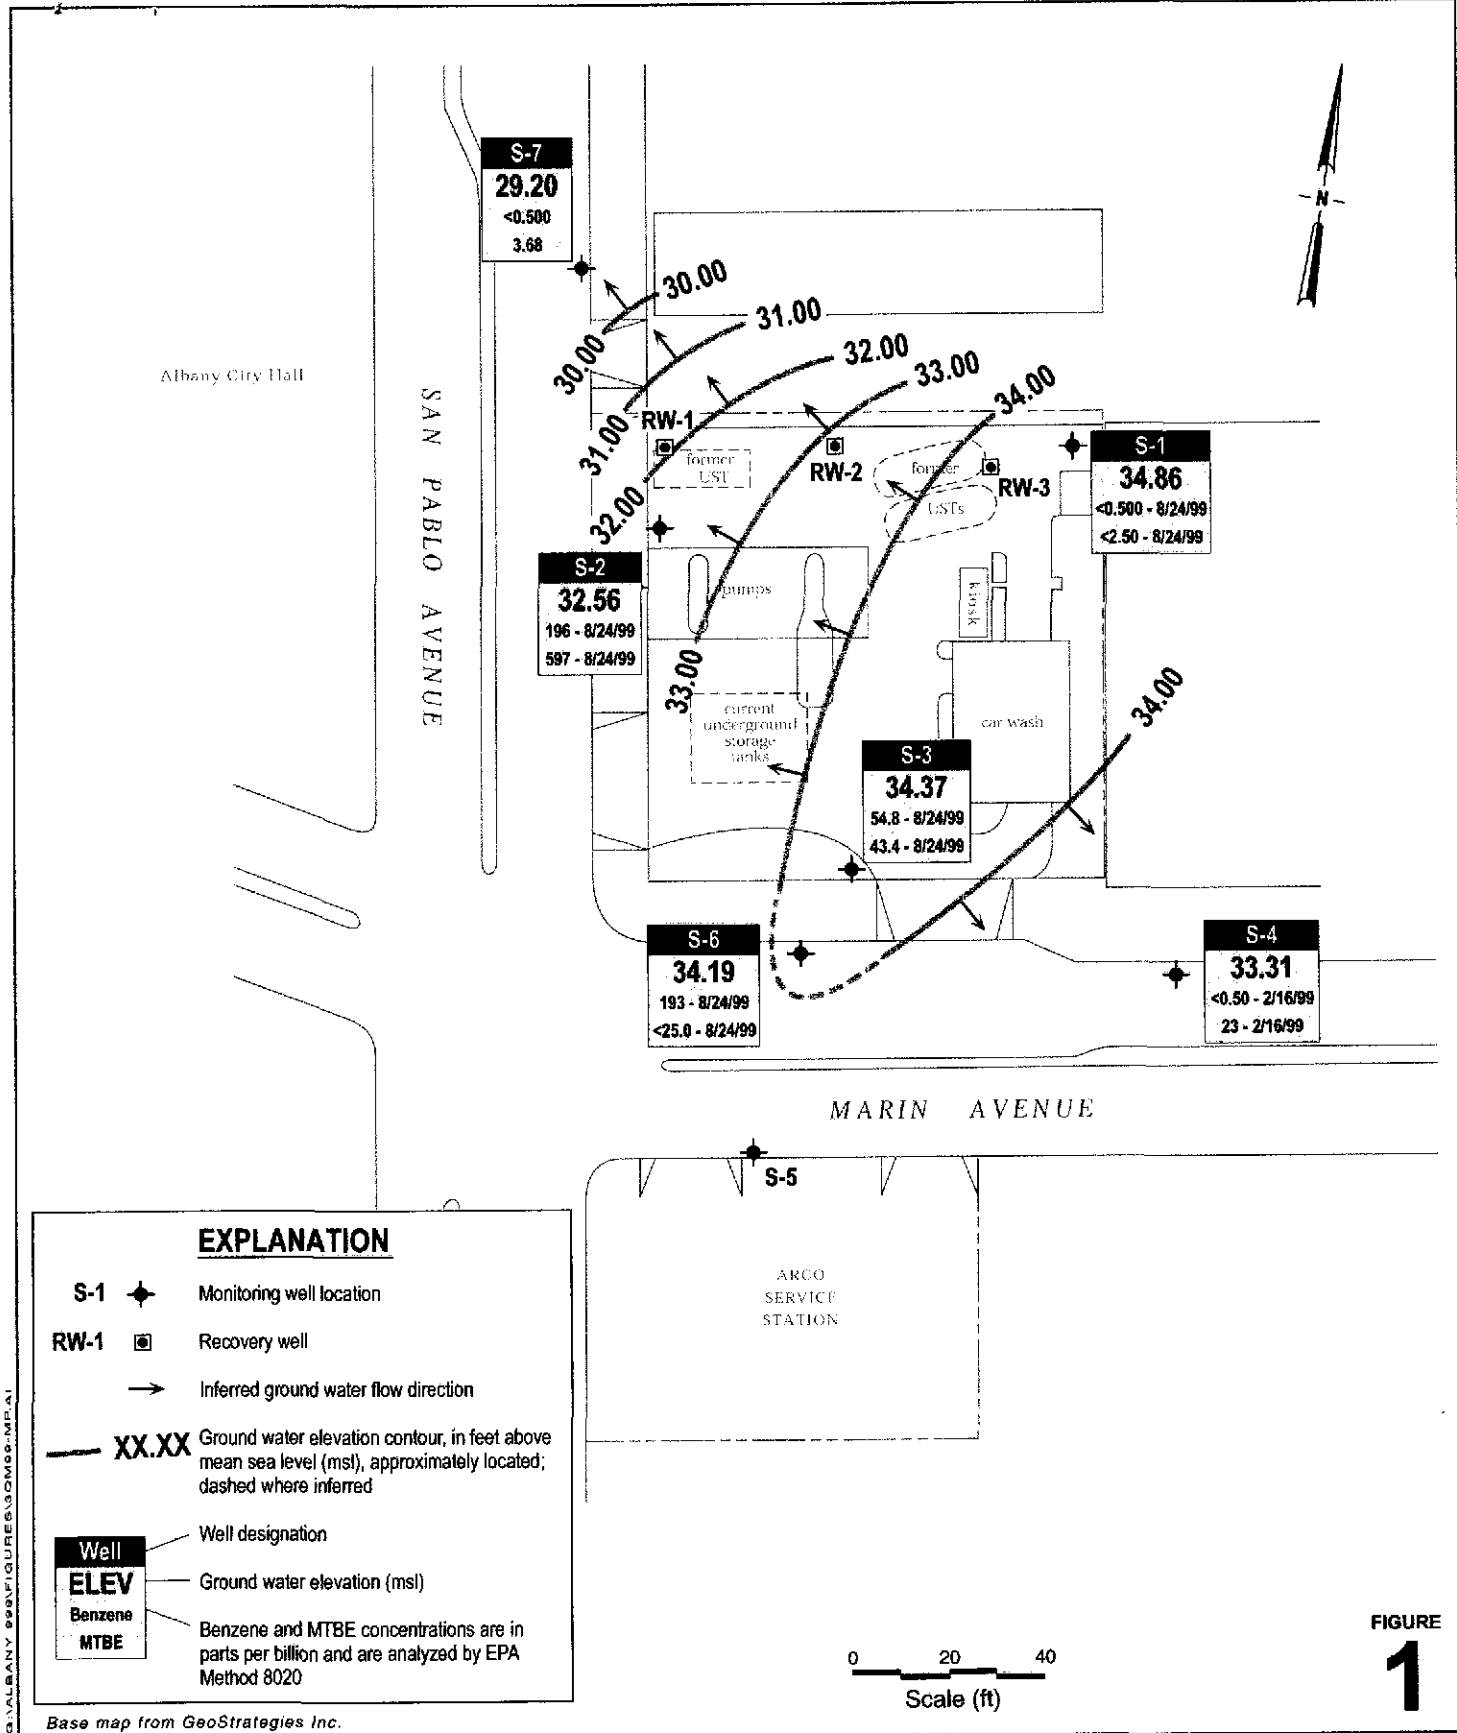 S-7
29.20
<0.500
3.68
N
30.00
30.00
31.00
31.00
32.00
32.00
33.00
33.00
34.00
34.00
Albany City Hall
SAN PABLO AVENUE
RW-1
former
UST
RW-2
former
USTs
RW-3
S-1
34.86
<0.500 - 8/24/99
<2.50 - 8/24/99
S-2
32.56
196 - 8/24/99
597 - 8/24/99
pumps
kiosk
current
underground
storage
tanks
car wash
S-3
34.37
54.8 - 8/24/99
43.4 - 8/24/99
S-6
34.19
193 - 8/24/99
<25.0 - 8/24/99
S-4
33.31
<0.50 - 2/16/99
23 - 2/16/99
MARIN AVENUE
S-5
ARCO
SERVICE
STATION
EXPLANATION
S-1 Monitoring well location
RW-1 Recovery well
Inferred ground water flow direction
XX.XX Ground water elevation contour, in feet above
mean sea level (msl), approximately located;
dashed where inferred
Well
ELEV
Benzene
MTBE
Well designation
Ground water elevation (msl)
Benzene and MTBE concentrations are in
parts per billion and are analyzed by EPA
Method 8020
0 20 40
Scale (ft)
FIGURE
1
Base map from GeoStrategies Inc.